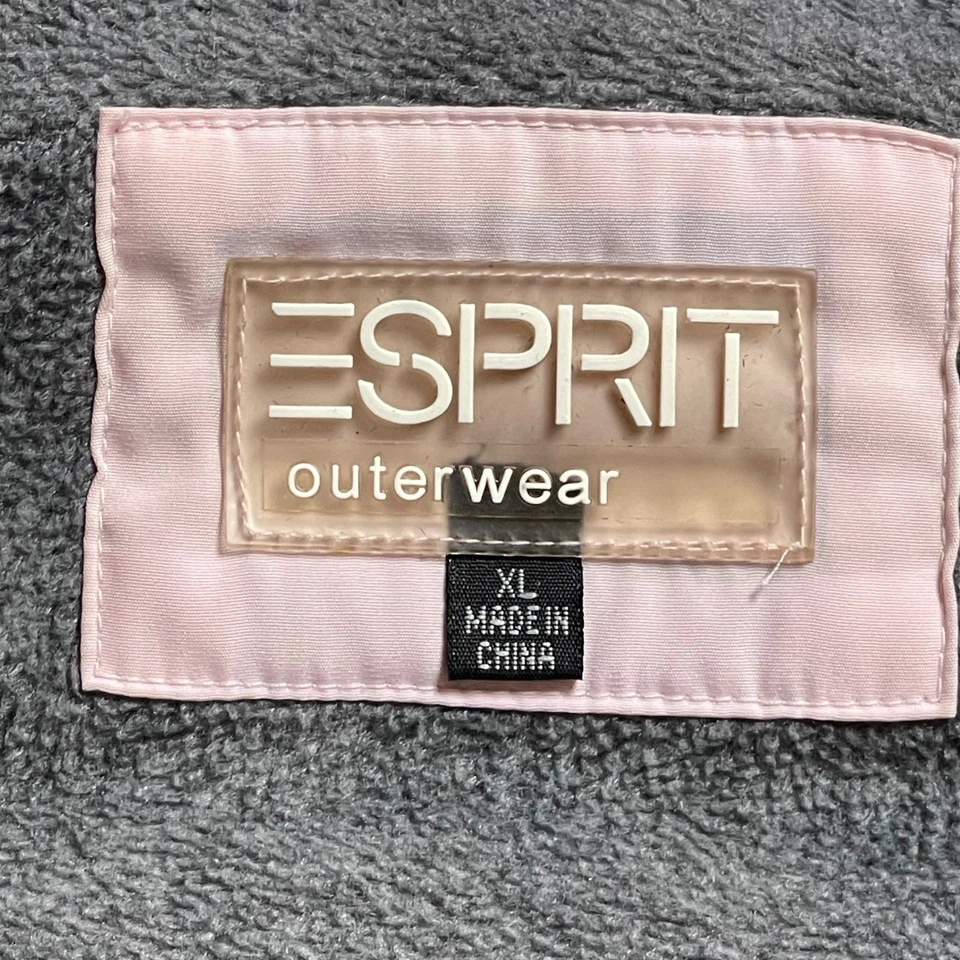 ESPRIT
outerwear
XL
MADE IN
CHINA